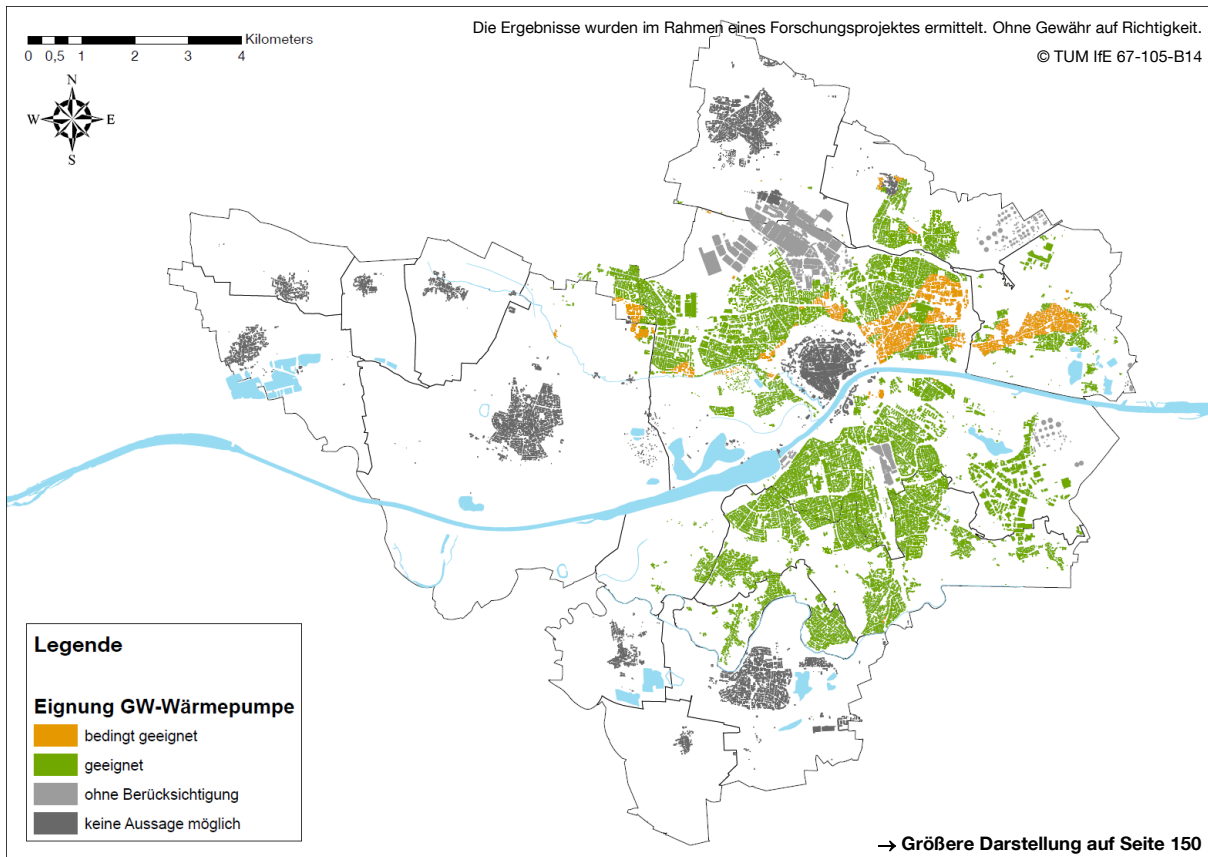 Die Ergebnisse wurden im Rahmen eines Forschungsprojektes ermittelt. Ohne Gewähr auf Richtigkeit.
© TUM IfE 67-105-B14
Kilometers
0 0,5 1 2 3 4
N
W E
S
Legende
Eignung GW-Wärmepumpe
bedingt geeignet
geeignet
ohne Berücksichtigung
keine Aussage möglich
→ Größere Darstellung auf Seite 150